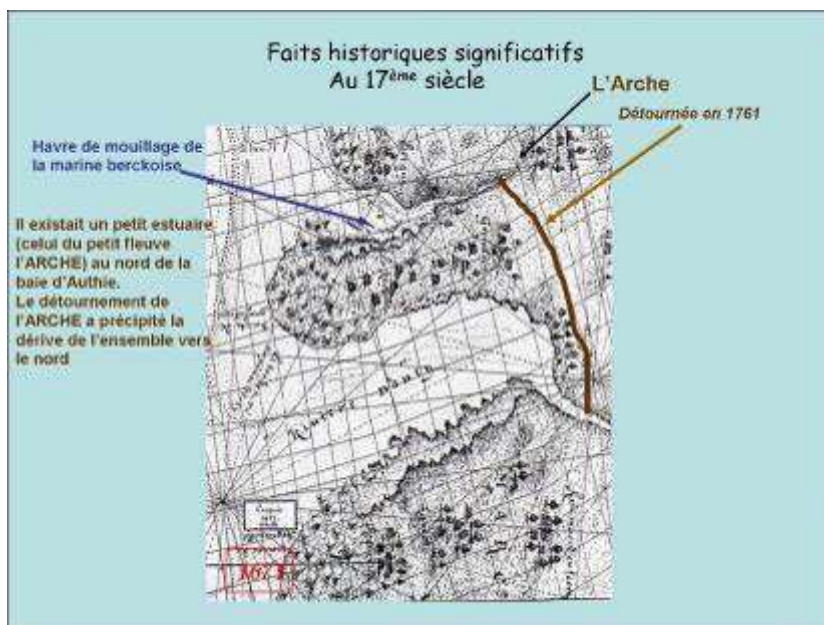 Faits historiques significatifs
Au 17ème siècle
L'Arche
Détournée en 1761
Havre de mouillage de
la marine berckoise
Il existait un petit estuaire
(celui du petit fleuve
l'ARCHE) au nord de la
baie d'Authie.
Le détournement de
l'ARCHE a précipité la
dérive de l'ensemble vers
le nord